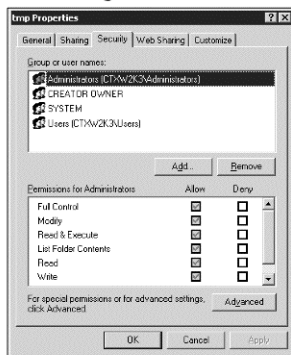 tmp Properties
General Sharing Security Web Sharing Customize
Group or user names:
Administrators (CTXW2K3\Administrators)
CREATOR OWNER
SYSTEM
Users (CTXW2K3\Users)
Add... Remove
Permissions for Administrators Allow Deny
Full Control
Modify
Read & Execute
List Folder Contents
Read
Write
For special permissions or for advanced settings, click Advanced. Advanced
OK Cancel Apply